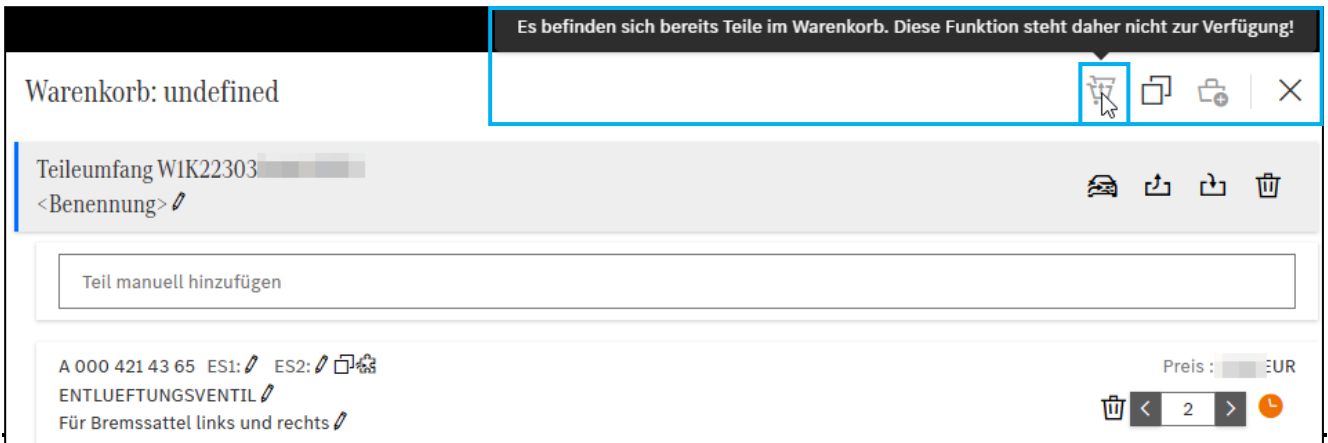 Es befinden sich bereits Teile im Warenkorb. Diese Funktion steht daher nicht zur Verfügung!
Warenkorb: undefined
Teileumfang W1K22303
<Benennung>
Teil manuell hinzufügen
A 000 421 43 65 ES1: ES2:
Preis : EUR
ENTLUEFTUNGSVENTIL
Für Bremssattel links und rechts
2